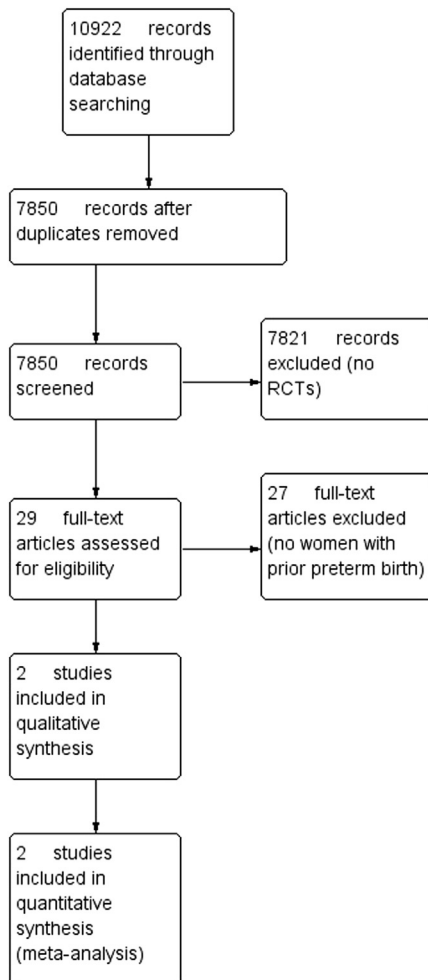 10922 records
identified through
database
searching
7850 records after
duplicates removed
7850 records
screened
7821 records
excluded (no
RCTs)
29 full-text
articles assessed
for eligibility
27 full-text
articles excluded
(no women with
prior preterm birth)
2 studies
included in
qualitative
synthesis
2 studies
included in
quantitative
synthesis
(meta-analysis)